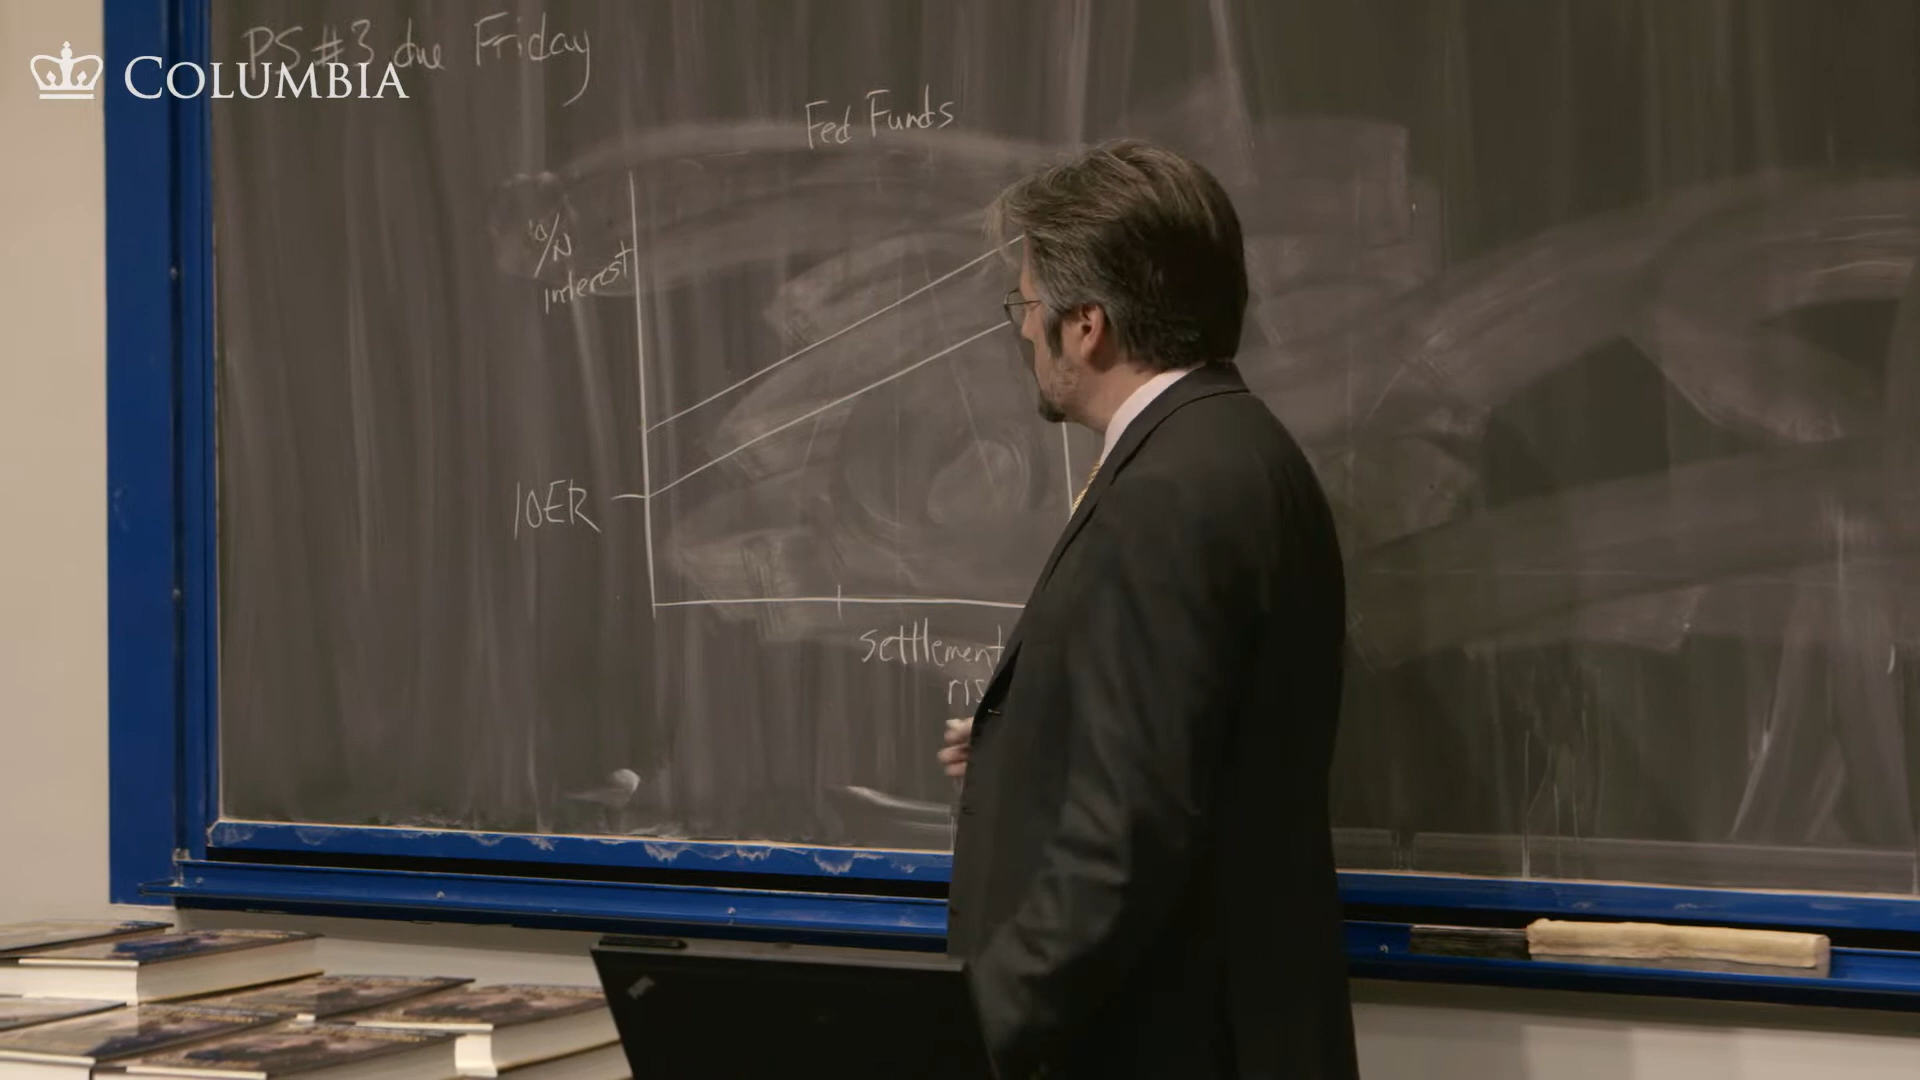 PS #3 due Friday
COLUMBIA
Fed Funds
O/N
interest
IOER
settlement